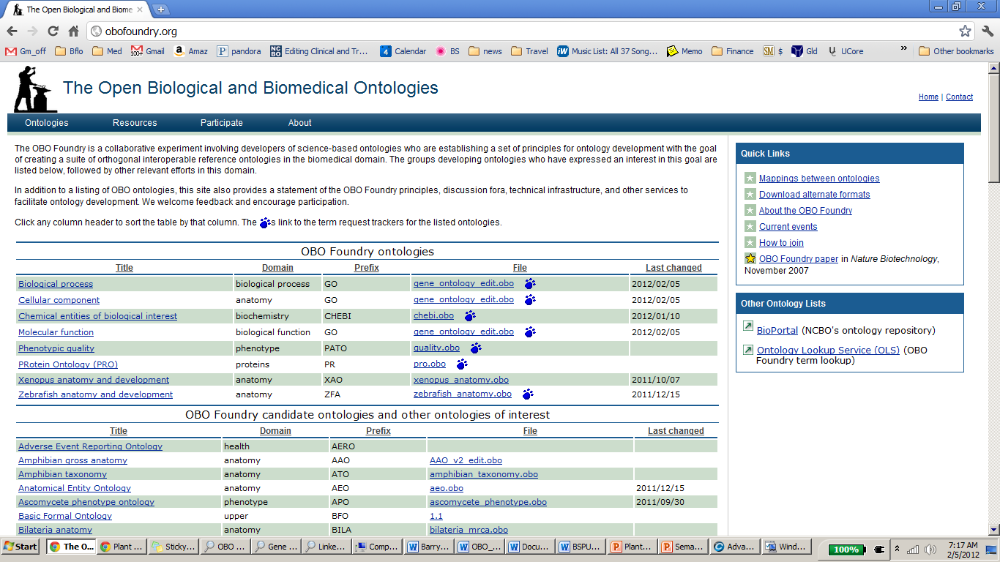 The Open Biological and Biome
obofoundry.org
Gm_off Bflo Med Gmail Amaz pandora Editing Clinical and Tr... Calendar BS news Travel Music List: All 37 Song... Memo Finance $ Gld UCore » Other bookmarks
The Open Biological and Biomedical Ontologies
Home | Contact
Ontologies Resources Participate About
The OBO Foundry is a collaborative experiment involving developers of science-based ontologies who are establishing a set of principles for ontology development with the goal
of creating a suite of orthogonal interoperable reference ontologies in the biomedical domain. The groups developing ontologies who have expressed an interest in this goal are
listed below, followed by other relevant efforts in this domain.
In addition to a listing of OBO ontologies, this site also provides a statement of the OBO Foundry principles, discussion fora, technical infrastructure, and other services to
facilitate ontology development. We welcome feedback and encourage participation.
Click any column header to sort the table by that column. The s link to the term request trackers for the listed ontologies.
OBO Foundry ontologies
Title Domain Prefix File Last changed
Biological process biological process GO gene_ontology_edit.obo 2012/02/05
Cellular component anatomy GO gene_ontology_edit.obo 2012/02/05
Chemical entities of biological interest biochemistry CHEBI chebi.obo 2012/01/10
Molecular function biological function GO gene_ontology_edit.obo 2012/02/05
Phenotypic quality phenotype PATO quality.obo
PRotein Ontology (PRO) proteins PR pro.obo
Xenopus anatomy and development anatomy XAO xenopus_anatomy.obo 2011/10/07
Zebrafish anatomy and development anatomy ZFA zebrafish_anatomy.obo 2011/12/15
OBO Foundry candidate ontologies and other ontologies of interest
Title Domain Prefix File Last changed
Adverse Event Reporting Ontology health AERO
Amphibian gross anatomy anatomy AAO AAO_v2_edit.obo
Amphibian taxonomy anatomy ATO amphibian_taxonomy.obo
Anatomical Entity Ontology anatomy AEO aeo.obo 2011/12/15
Ascomycete phenotype ontology phenotype APO ascomycete_phenotype.obo 2011/09/30
Basic Formal Ontology upper BFO 1.1
Bilateria anatomy anatomy BILA bilateria_mrca.obo
Quick Links
Mappings between ontologies
Download alternate formats
About the OBO Foundry
Current events
How to join
OBO Foundry paper in Nature Biotechnology,
November 2007
Other Ontology Lists
BioPortal (NCBO's ontology repository)
Ontology Lookup Service (OLS) (OBO
Foundry term lookup)
Start The O... Plant ... Sticky... OBO ... Gene ... Linke... Comp... Barry... OBO_... Docu... BSPU... Plant... Sema... Adva... Wind... 100% 7:17 AM
2/5/2012